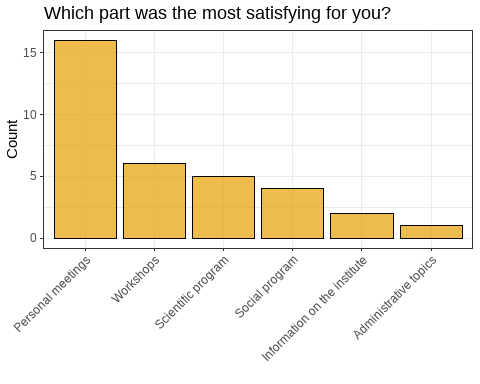 Which part was the most satisfying for you?
Count
15
10
5
0
Personal meetings
Workshops
Scientific program
Social program
Information on the institute
Administrative topics